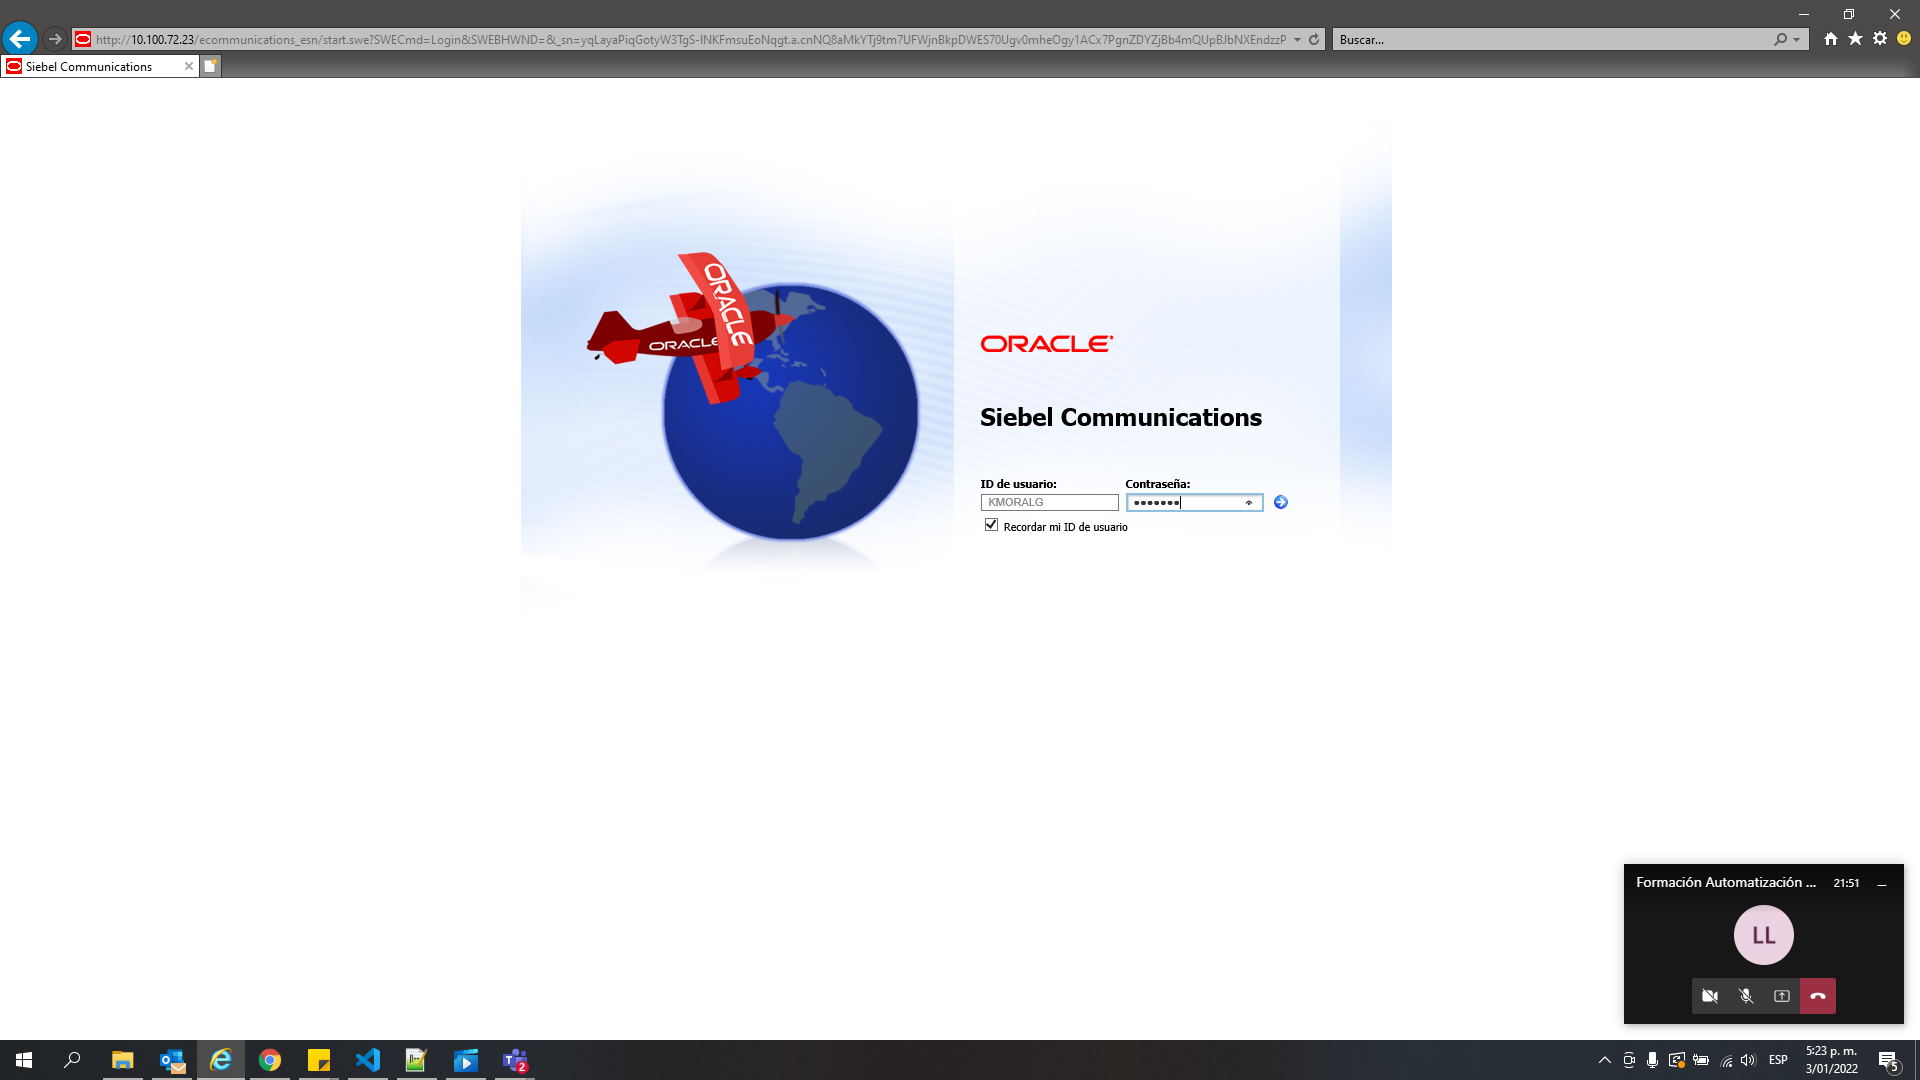 http://10.100.72.23/ecommunications_esn/start.swe?SWECmd=Login&SWEBHWND=&_sn=yqLayaPiqGotyW3TgS-INKFmsuEoNqgt.a.cnNQ8aMkYTj9tm7UFWjnBkpDWES70Ugv0mheOgy1ACx7PgnZDYZjBb4mQUpBJbNXEndzzP
Buscar...
Siebel Communications
ORACLE
ORACLE
ORACLE
Siebel Communications
ID de usuario:
Contraseña:
KMORALG
Recordar mi ID de usuario
Formación Automatización ...
21:51
LL
2
ESP
5:23 p. m.
3/01/2022
5